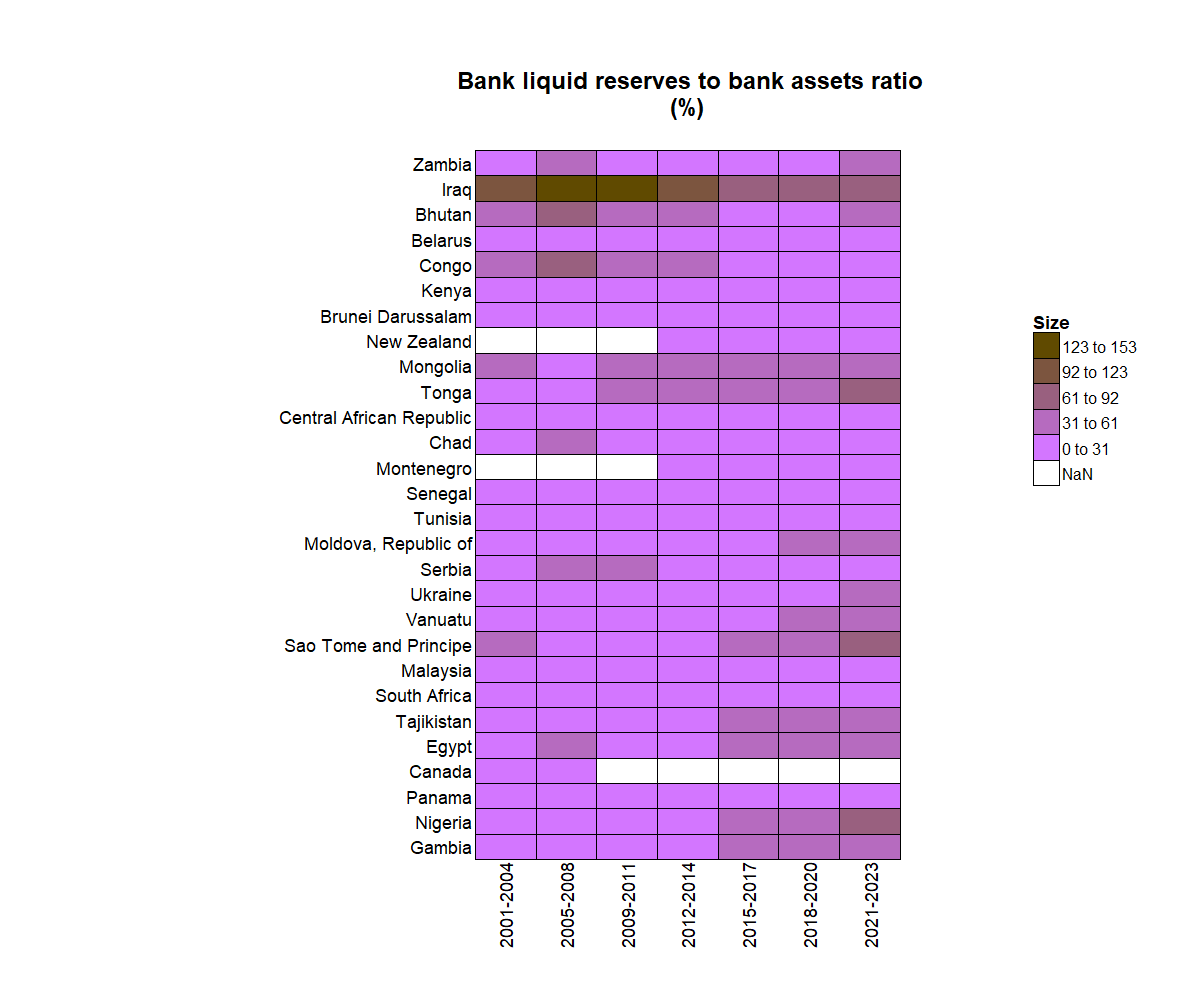 Bank liquid reserves to bank assets ratio
(%)
Zambia
Iraq
Bhutan
Belarus
Congo
Kenya
Brunei Darussalam
New Zealand
Mongolia
Tonga
Central African Republic
Chad
Montenegro
Senegal
Tunisia
Moldova, Republic of
Serbia
Ukraine
Vanuatu
Sao Tome and Principe
Malaysia
South Africa
Tajikistan
Egypt
Canada
Panama
Nigeria
Gambia
2001-2004
2005-2008
2009-2011
2012-2014
2015-2017
2018-2020
2021-2023
Size
123 to 153
92 to 123
61 to 92
31 to 61
0 to 31
NaN